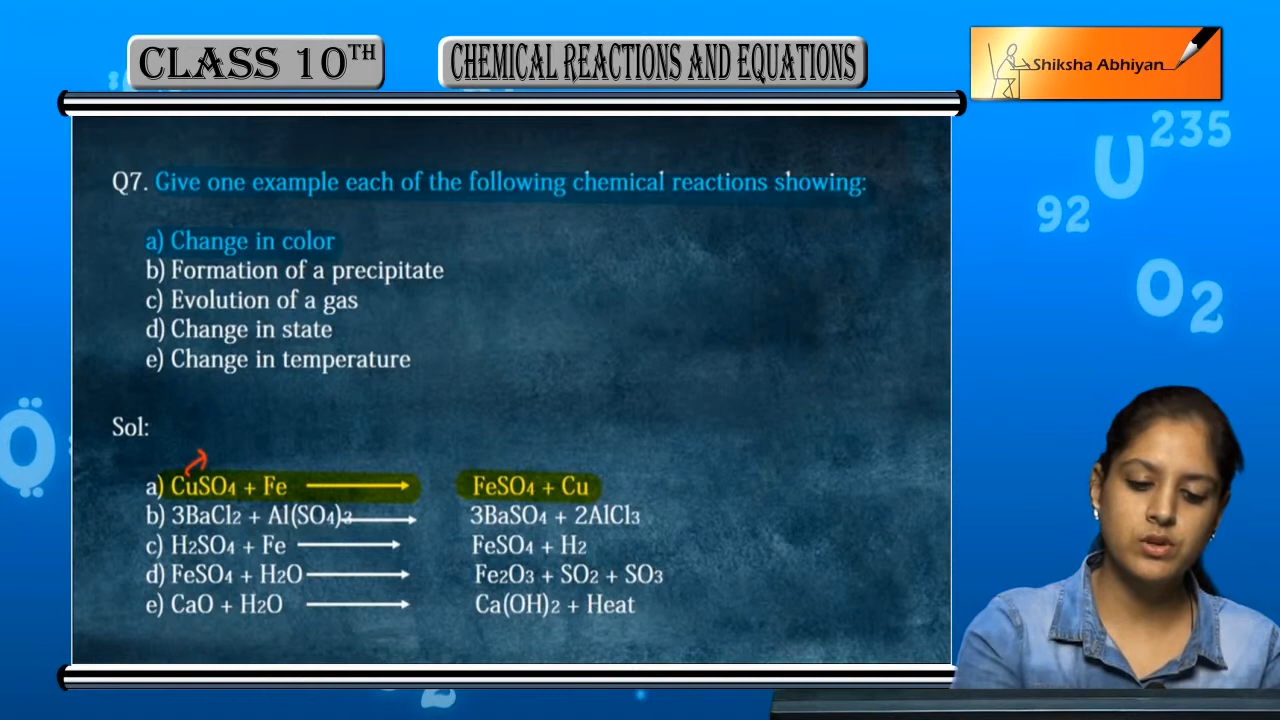 CLASS 10TH
CHEMICAL REACTIONS AND EQUATIONS
Shiksha Abhiyan
U235
92
O2
Q7. Give one example each of the following chemical reactions showing:
a) Change in color
b) Formation of a precipitate
c) Evolution of a gas
d) Change in state
e) Change in temperature
Sol:
a) CuSO4 + Fe ⟶ FeSO4 + Cu
b) 3BaCl2 + Al(SO4)3 ⟶ 3BaSO4 + 2AlCl3
c) H2SO4 + Fe ⟶ FeSO4 + H2
d) FeSO4 + H2O ⟶ Fe2O3 + SO2 + SO3
e) CaO + H2O ⟶ Ca(OH)2 + Heat